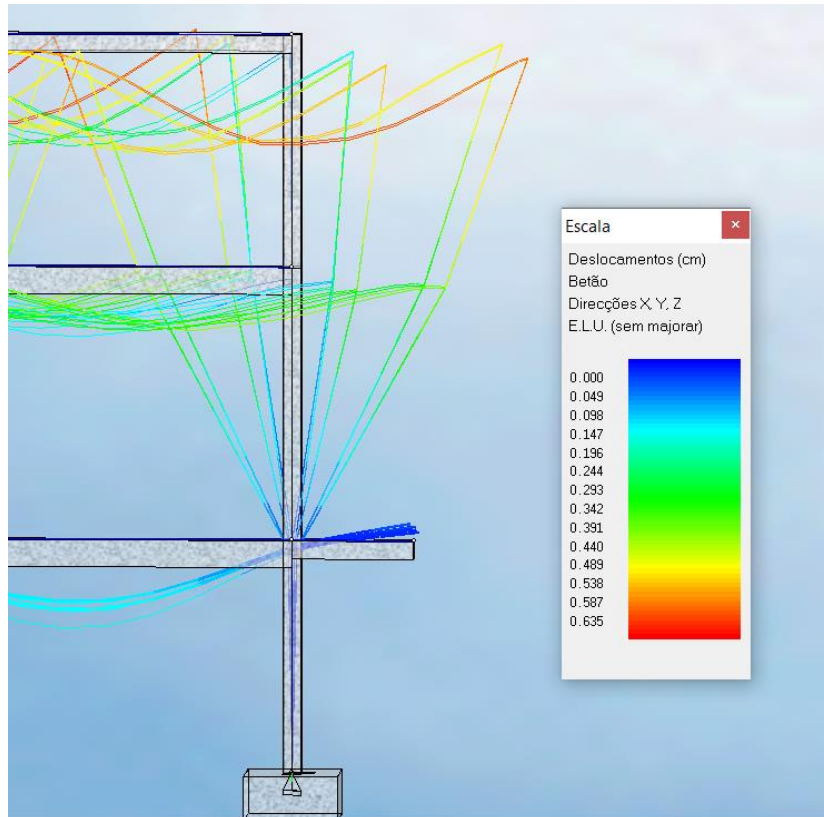 Escala
Deslocamentos (cm)
Betão
Direcções X, Y, Z
E.L.U. (sem majorar)
0.000
0.049
0.098
0.147
0.196
0.244
0.293
0.342
0.391
0.440
0.489
0.538
0.587
0.635